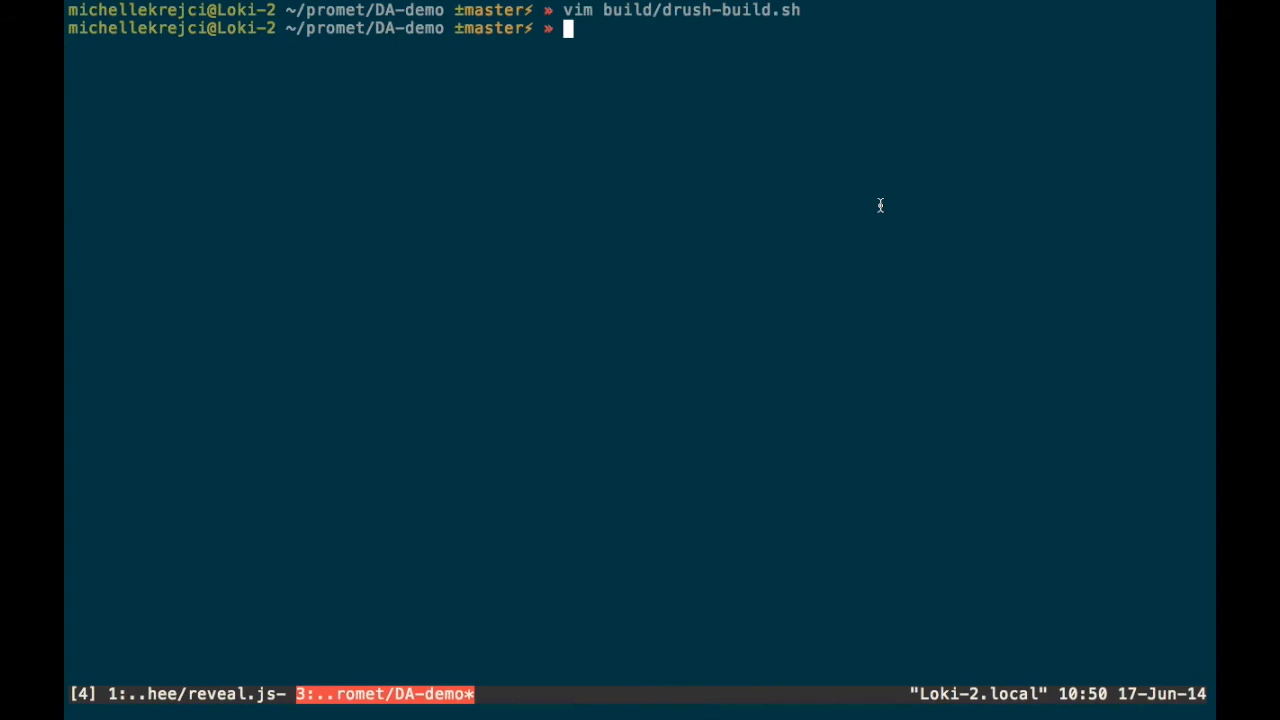 michellekrejci@Loki-2 ~/promet/DA-demo ±master⚡ » vim build/drush-build.sh
michellekrejci@Loki-2 ~/promet/DA-demo ±master⚡ »
[4] 1:..hee/reveal.js- 3:..romet/DA-demo* "Loki-2.local" 10:50 17-Jun-14